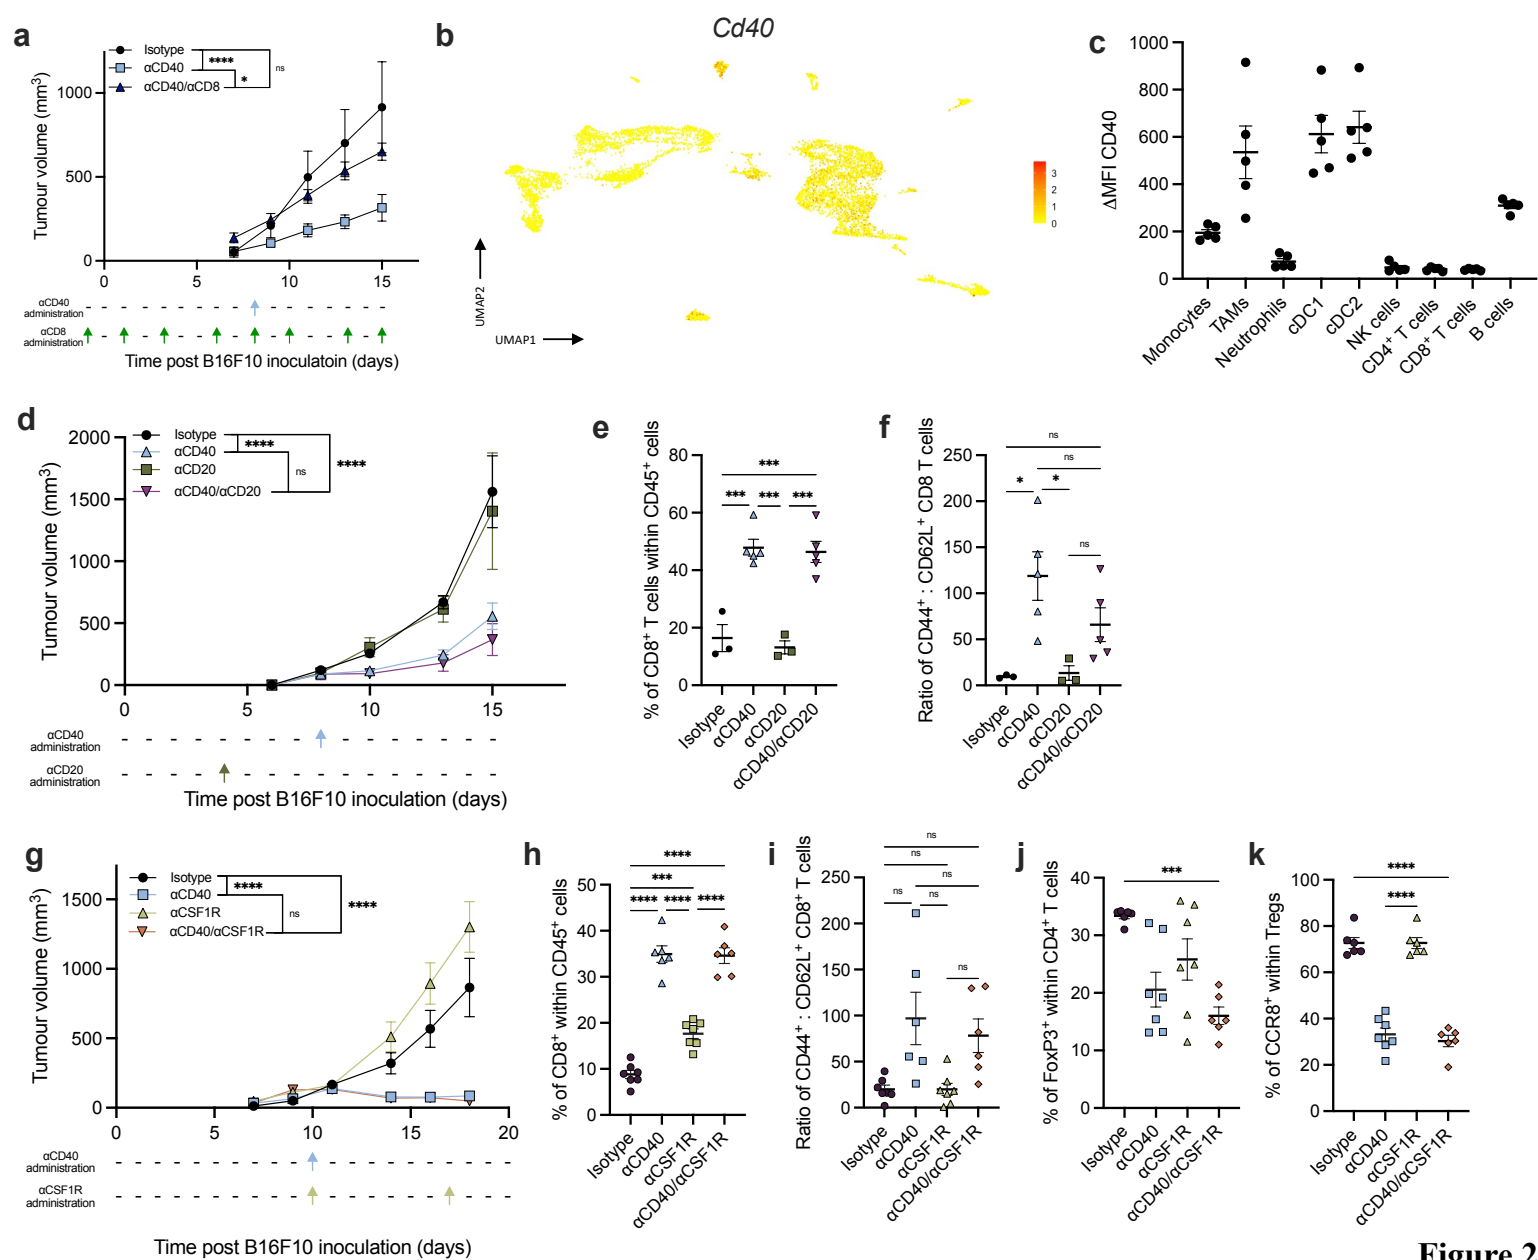 a
Isotype
αCD40
αCD40/αCD8
****
*
ns
Tumour volume (mm3)
1000
500
0
0 5 10 15
αCD40
administration
αCD8
administration
Time post B16F10 inoculatoin (days)
b
Cd40
3
2
1
0
UMAP2
UMAP1
c
ΔMFI CD40
1000
800
600
400
200
0
Monocytes
TAMs
Neutrophils
cDC1
cDC2
NK cells
CD4+ T cells
CD8+ T cells
B cells
d
Isotype
αCD40
αCD20
αCD40/αCD20
****
ns
****
Tumour volume (mm3)
2000
1500
1000
500
0
0 5 10 15
αCD40
administration
αCD20
administration
Time post B16F10 inoculation (days)
e
% of CD8+ T cells within CD45+ cells
80
60
40
20
0
***
*** *** ***
Isotype
αCD40
αCD20
αCD40/αCD20
f
Ratio of CD44+ : CD62L+ CD8 T cells
250
200
150
100
50
0
ns
ns
* *
ns
Isotype
αCD40
αCD20
αCD40/αCD20
g
Isotype
αCD40
αCSF1R
αCD40/αCSF1R
****
ns
****
Tumour volume (mm3)
1500
1000
500
0
0 5 10 15 20
αCD40
administration
αCSF1R
administration
Time post B16F10 inoculation (days)
h
% of CD8+ within CD45+ cells
50
40
30
20
10
0
****
***
**** **** ****
Isotype
αCD40
αCSF1R
αCD40/αCSF1R
i
Ratio of CD44+ : CD62L+ CD8+ T cells
250
200
150
100
50
0
ns
ns
ns
ns ns
ns
Isotype
αCD40
αCSF1R
αCD40/αCSF1R
j
% of FoxP3+ within CD4+ T cells
40
30
20
10
0
***
Isotype
αCD40
αCSF1R
αCD40/αCSF1R
k
% of CCR8+ within Tregs
100
80
60
40
20
0
****
****
Isotype
αCD40
αCSF1R
αCD40/αCSF1R
Figure 2